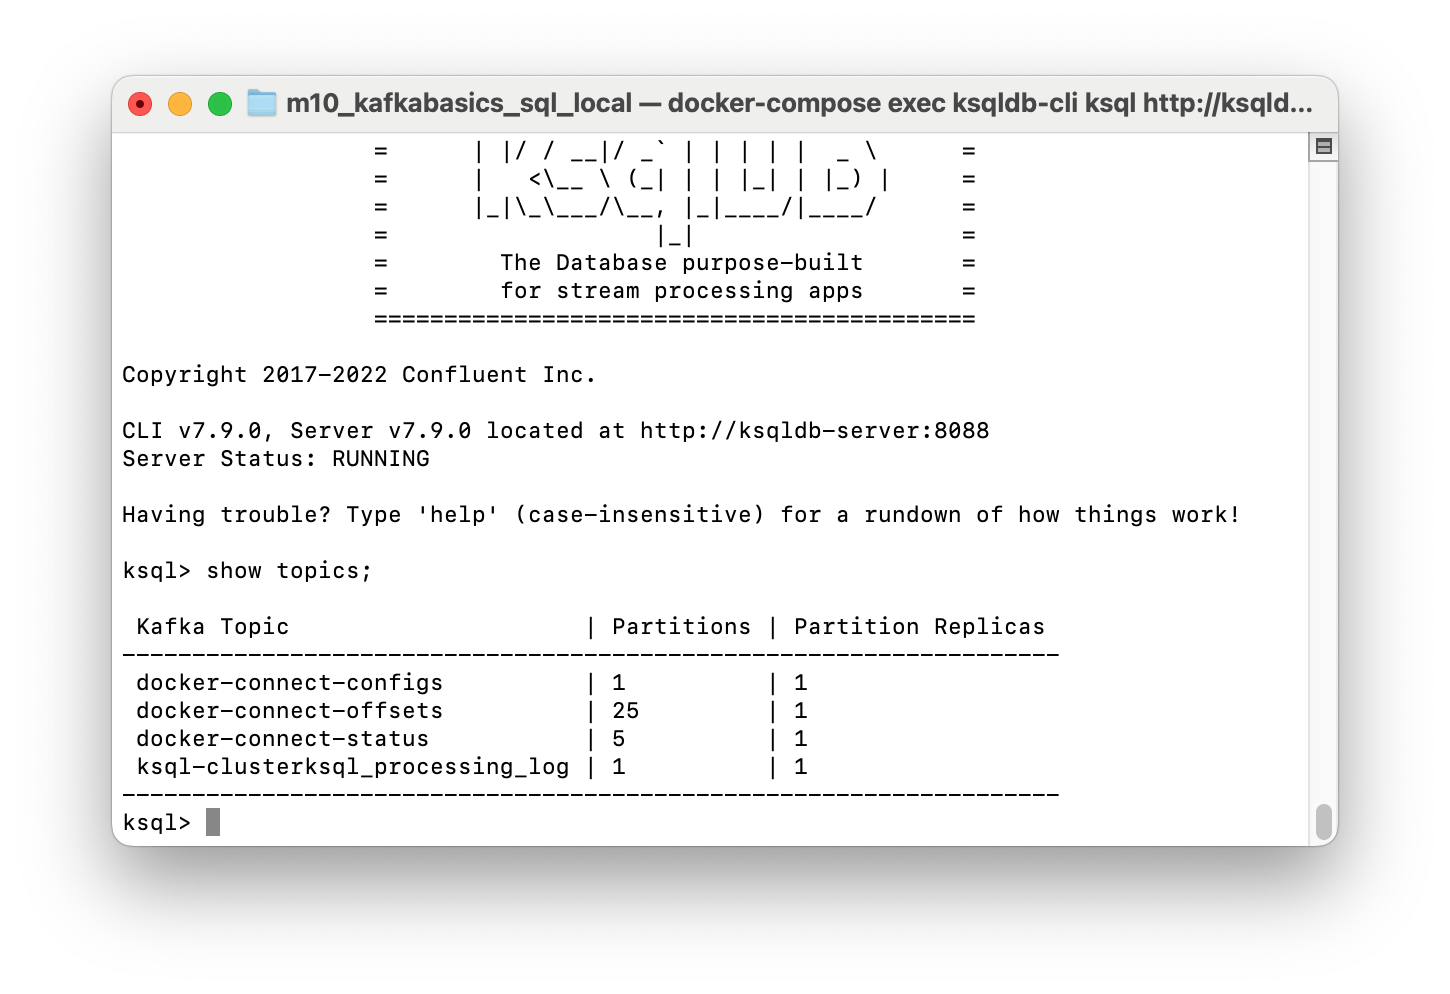 m10_kafkabasics_sql_local — docker-compose exec ksqldb-cli ksql http://ksqld...
                  =      | |/ / __|/ _` | | | | |  _ \      =
                  =      |   <\__ \ (_| | | |_| | |_) |     =
                  =      |_|\_\___/\__, |_|____/|____/      =
                  =                   |_|                   =
                  =        The Database purpose-built       =
                  =        for stream processing apps       =
                  ===========================================
Copyright 2017-2022 Confluent Inc.
CLI v7.9.0, Server v7.9.0 located at http://ksqldb-server:8088
Server Status: RUNNING
Having trouble? Type 'help' (case-insensitive) for a rundown of how things work!
ksql> show topics;
 Kafka Topic                     | Partitions | Partition Replicas
-------------------------------------------------------------------
 docker-connect-configs          | 1          | 1
 docker-connect-offsets          | 25         | 1
 docker-connect-status           | 5          | 1
 ksql-clusterksql_processing_log | 1          | 1
-------------------------------------------------------------------
ksql>